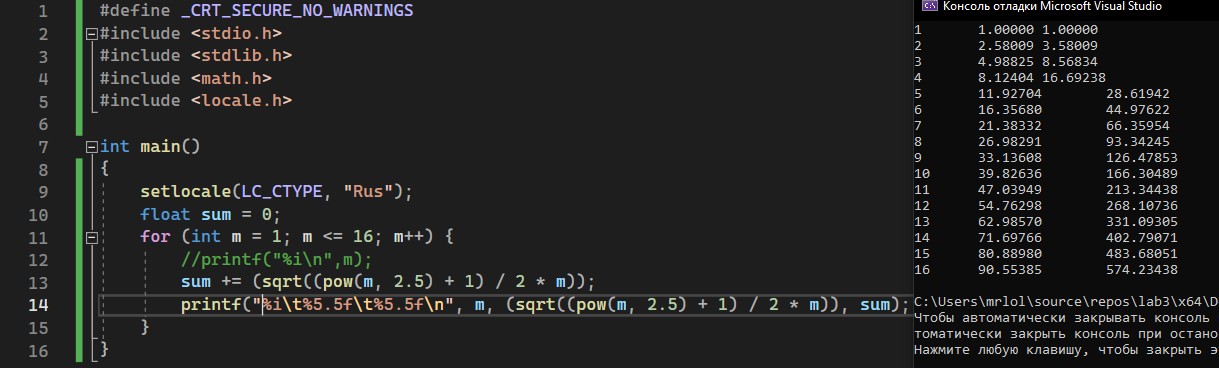 1 #define _CRT_SECURE_NO_WARNINGS
2 #include <stdio.h>
3 #include <stdlib.h>
4 #include <math.h>
5 #include <locale.h>
6
7 int main()
8 {
9 setlocale(LC_CTYPE, "Rus");
10 float sum = 0;
11 for (int m = 1; m <= 16; m++) {
12 //printf("%i\n",m);
13 sum += (sqrt((pow(m, 2.5) + 1) / 2 * m));
14 printf("%i\t%5.5f\t%5.5f\n", m, (sqrt((pow(m, 2.5) + 1) / 2 * m)), sum);
15 }
16 }
Консоль отладки Microsoft Visual Studio
1 1.00000 1.00000
2 2.58009 3.58009
3 4.98825 8.56834
4 8.12404 16.69238
5 11.92704 28.61942
6 16.35680 44.97622
7 21.38332 66.35954
8 26.98291 93.34245
9 33.13608 126.47853
10 39.82636 166.30489
11 47.03949 213.34438
12 54.76298 268.10736
13 62.98570 331.09305
14 71.69766 402.79071
15 80.88980 483.68051
16 90.55385 574.23438
C:\Users\mrlol\source\repos\lab3\x64\D
Чтобы автоматически закрывать консоль
томатически закрыть консоль при остано
Нажмите любую клавишу, чтобы закрыть э